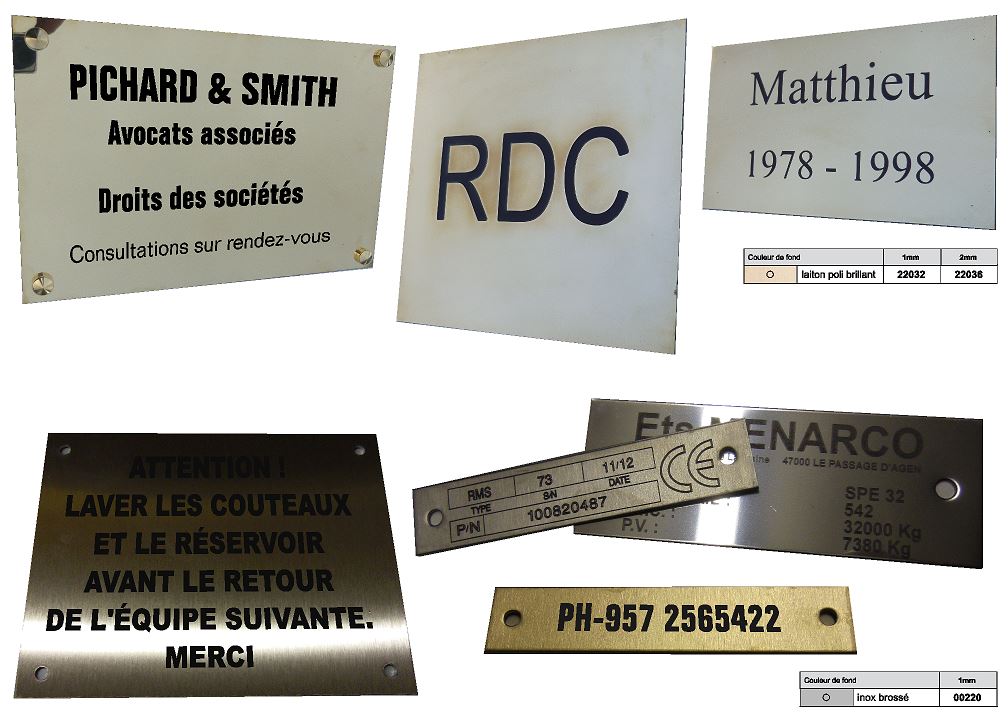 PICHARD & SMITH
Avocats associés
Droits des sociétés
Consultations sur rendez-vous
RDC
Matthieu
1978 - 1998
Couleur de fond 1mm 2mm
laiton poli brillant 22032 22036
ATTENTION !
LAVER LES COUTEAUX
ET LE RÉSERVOIR
AVANT LE RETOUR
DE L'ÉQUIPE SUIVANTE.
MERCI
RMS 73 11/12 CE
TYPE S/N DATE
P/N 100820487
Ets MENARCO
47000 LE PASSAGE D'AGEN
SPE 32
542
32000 Kg
P.V. : 7380 Kg
PH-957 2565422
Couleur de fond 1mm
inox brossé 00220